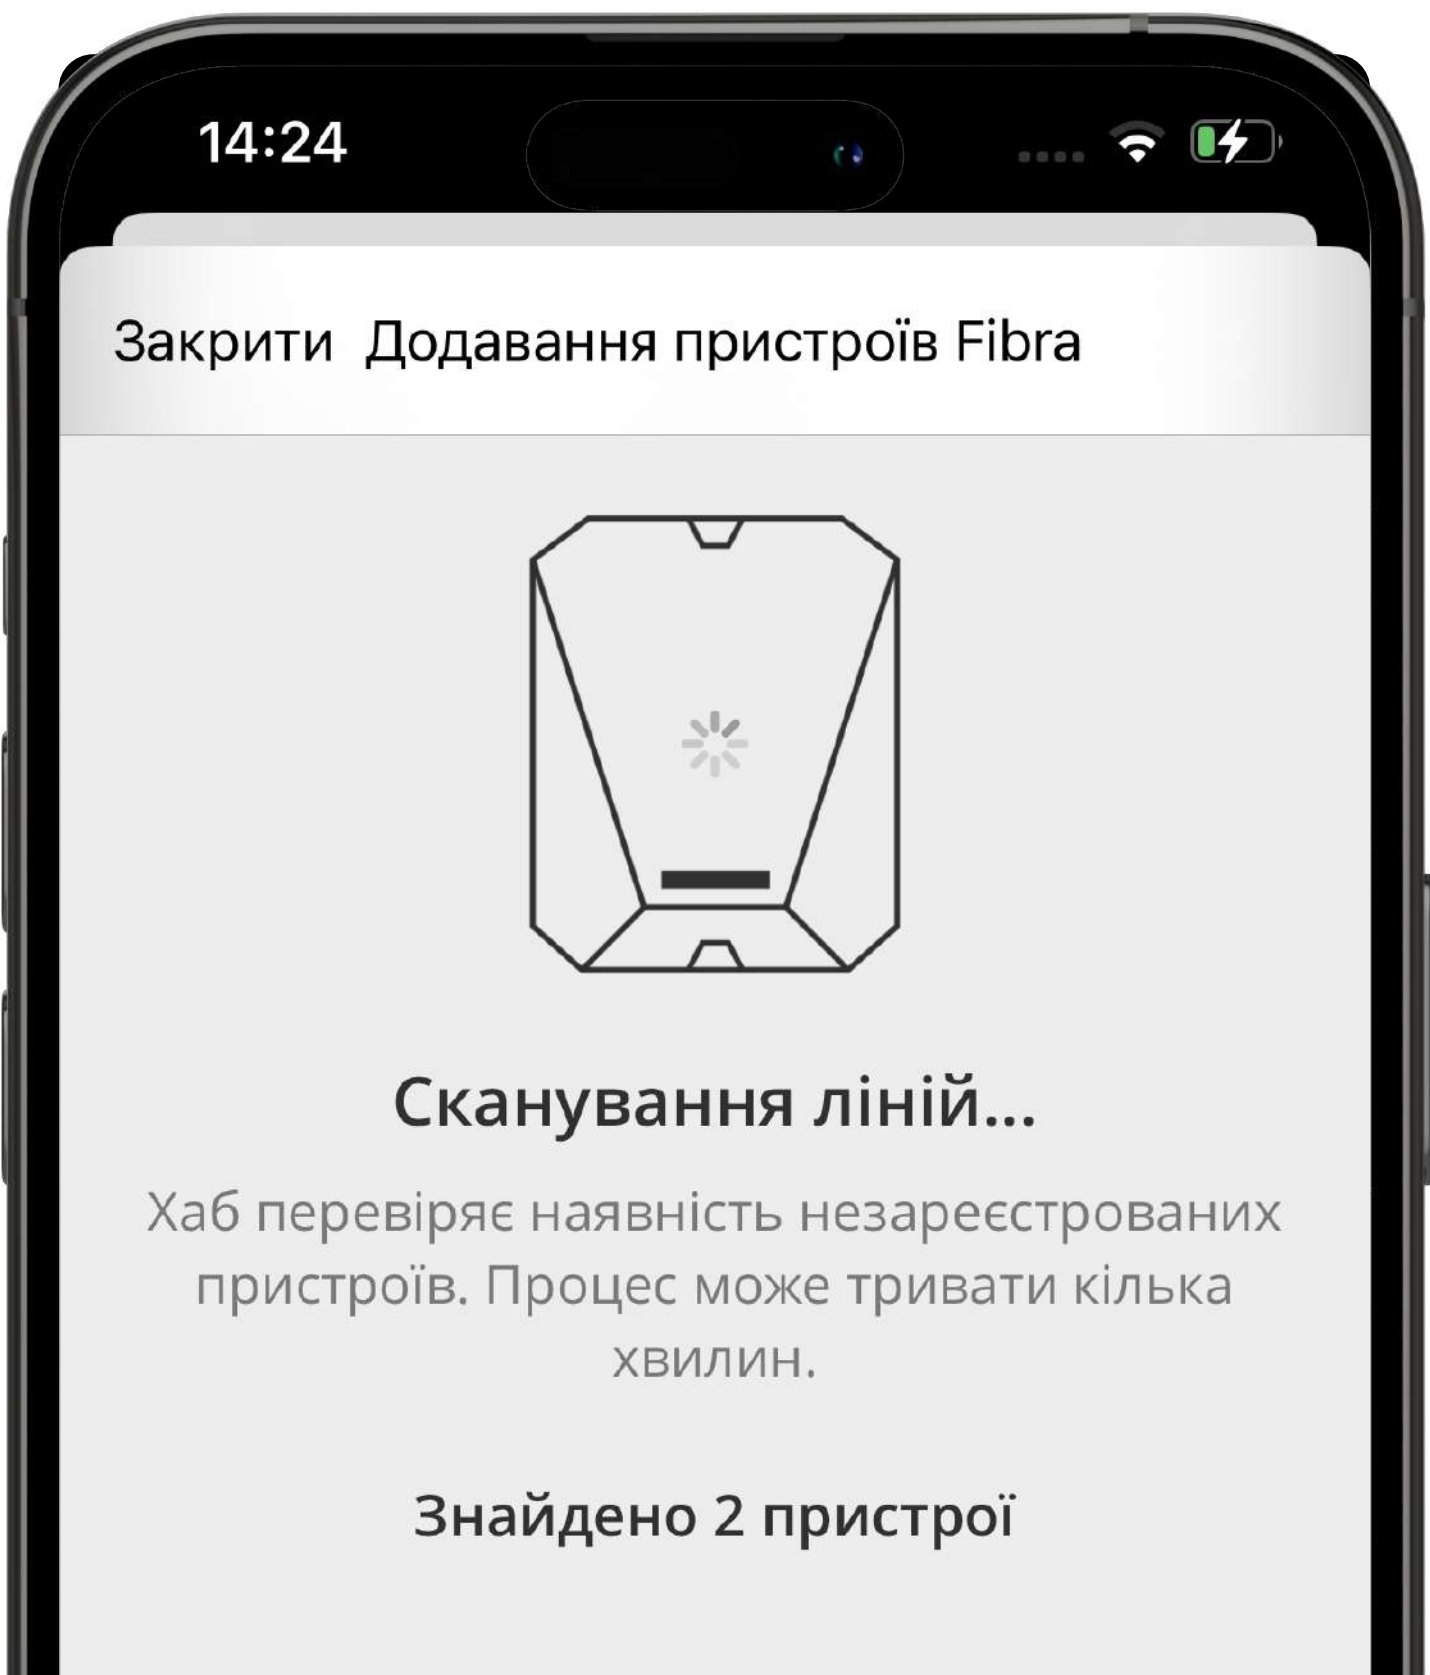 14:24
Закрити Додавання пристроїв Fibra
Сканування ліній...
Хаб перевіряє наявність незареєстрованих
пристроїв. Процес може тривати кілька
хвилин.
Знайдено 2 пристрої